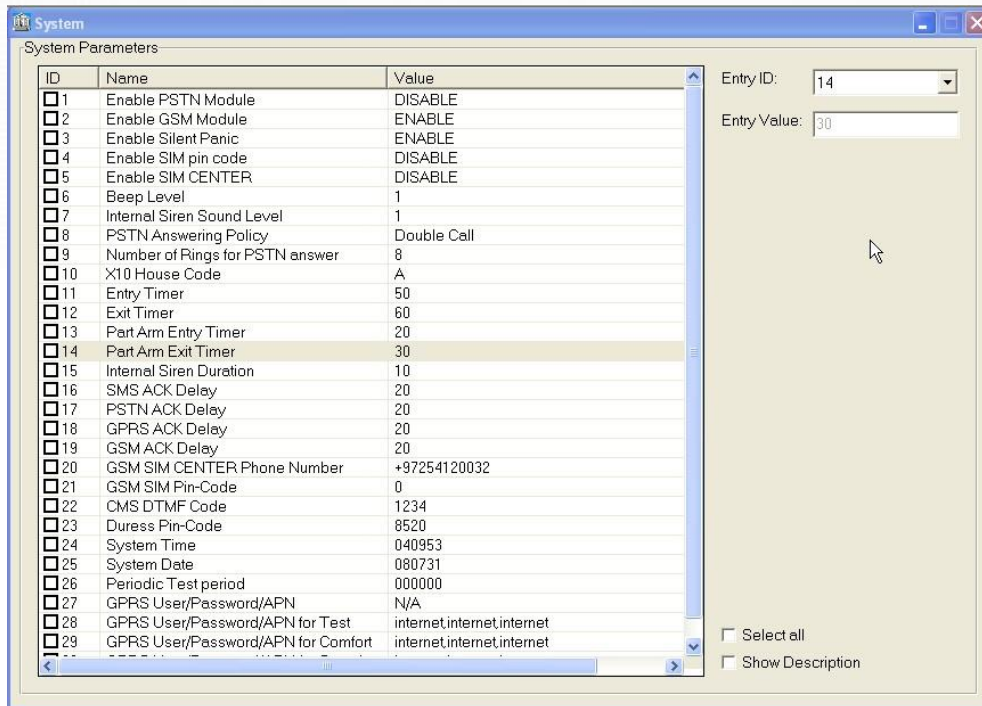 System
System Parameters
ID Name Value
1 Enable PSTN Module DISABLE
2 Enable GSM Module ENABLE
3 Enable Silent Panic ENABLE
4 Enable SIM pin code DISABLE
5 Enable SIM CENTER DISABLE
6 Beep Level 1
7 Internal Siren Sound Level 1
8 PSTN Answering Policy Double Call
9 Number of Rings for PSTN answer 8
10 X10 House Code A
11 Entry Timer 50
12 Exit Timer 60
13 Part Arm Entry Timer 20
14 Part Arm Exit Timer 30
15 Internal Siren Duration 10
16 SMS ACK Delay 20
17 PSTN ACK Delay 20
18 GPRS ACK Delay 20
19 GSM ACK Delay 20
20 GSM SIM CENTER Phone Number +97254120032
21 GSM SIM Pin-Code 0
22 CMS DTMF Code 1234
23 Duress Pin-Code 8520
24 System Time 040953
25 System Date 080731
26 Periodic Test period 000000
27 GPRS User/Password/APN N/A
28 GPRS User/Password/APN for Test internet,internet,internet
29 GPRS User/Password/APN for Comfort internet,internet,internet
Entry ID: 14
Entry Value: 30
Select all
Show Description